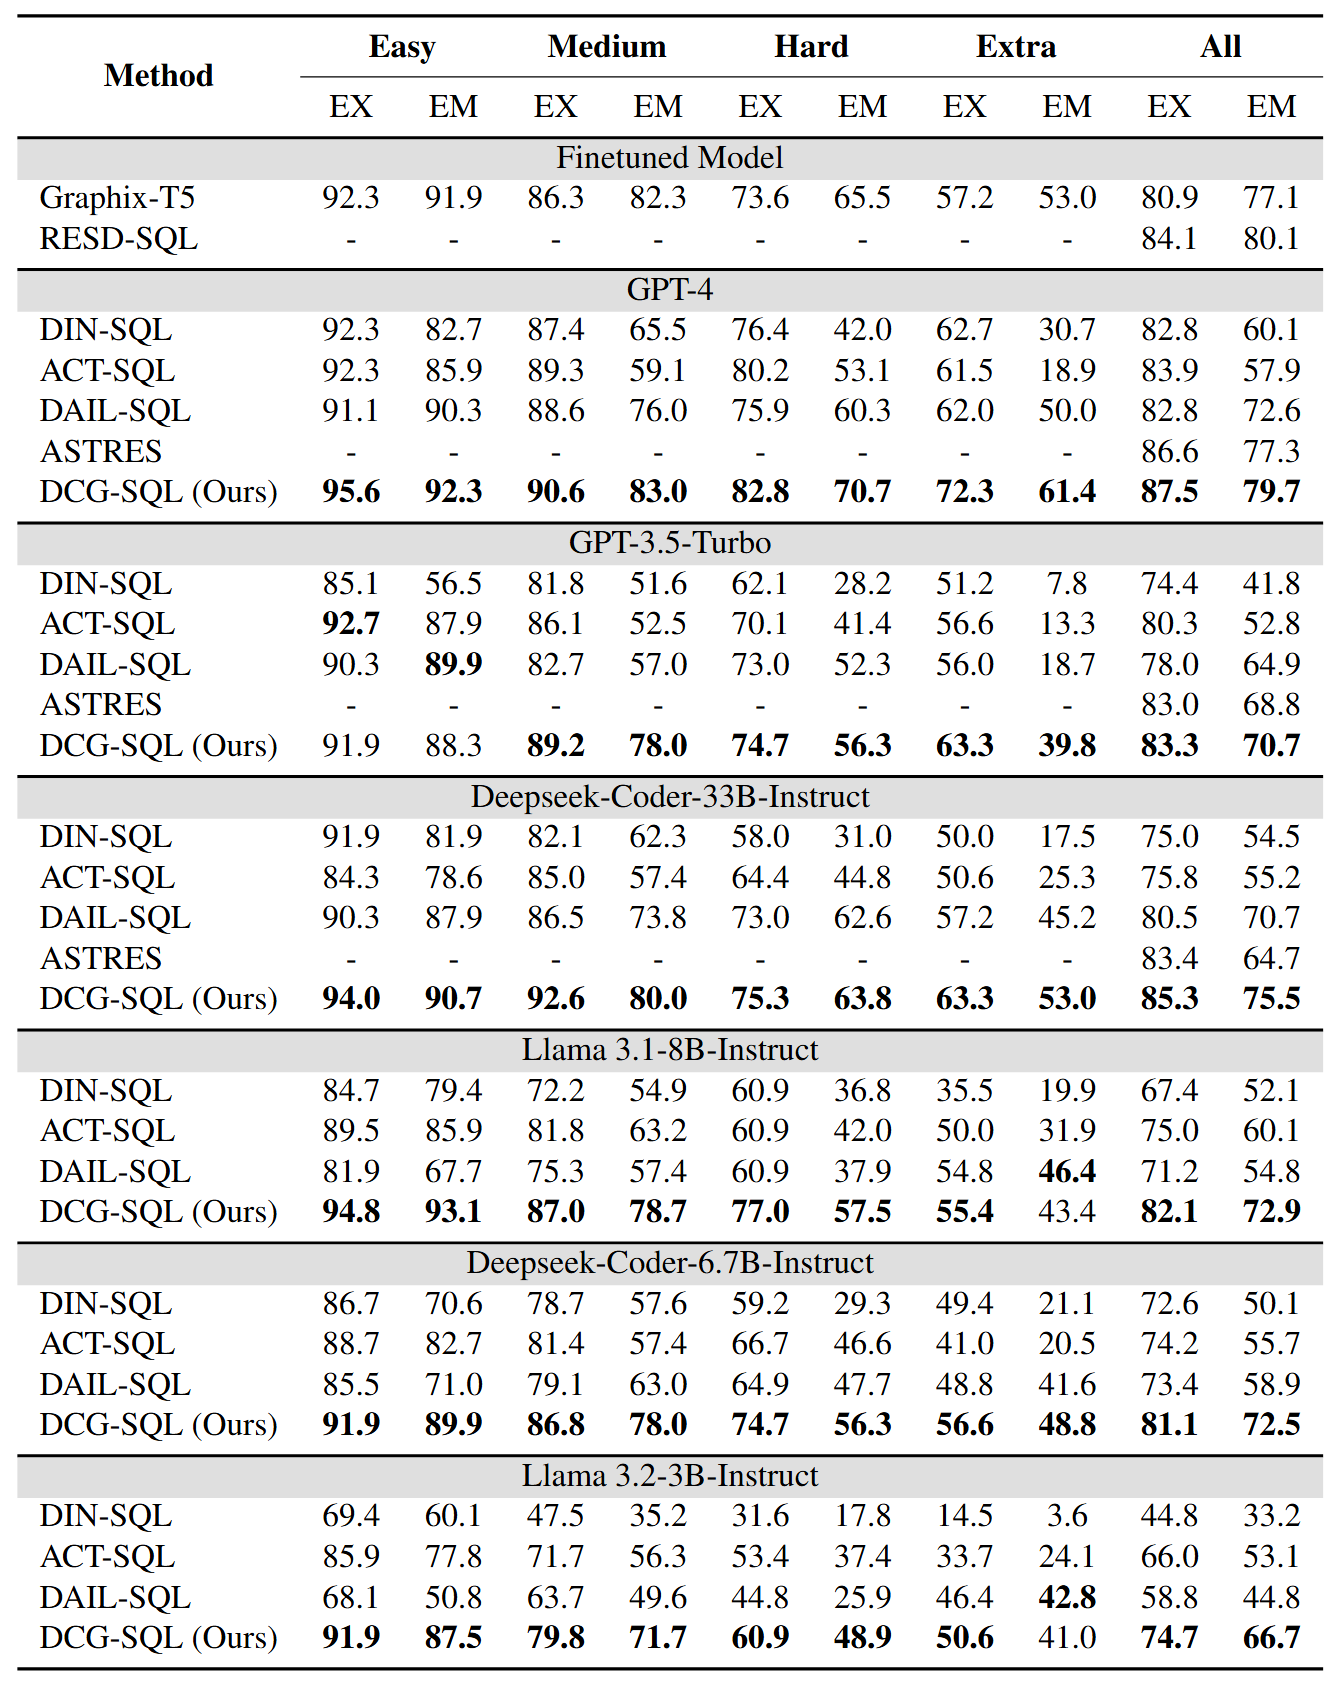 Method Easy Medium Hard Extra All
EX EM EX EM EX EM EX EM EX EM
Finetuned Model
Graphix-T5 92.3 91.9 86.3 82.3 73.6 65.5 57.2 53.0 80.9 77.1
RESD-SQL - - - - - - - - 84.1 80.1
GPT-4
DIN-SQL 92.3 82.7 87.4 65.5 76.4 42.0 62.7 30.7 82.8 60.1
ACT-SQL 92.3 85.9 89.3 59.1 80.2 53.1 61.5 18.9 83.9 57.9
DAIL-SQL 91.1 90.3 88.6 76.0 75.9 60.3 62.0 50.0 82.8 72.6
ASTRES - - - - - - - - 86.6 77.3
DCG-SQL (Ours) 95.6 92.3 90.6 83.0 82.8 70.7 72.3 61.4 87.5 79.7
GPT-3.5-Turbo
DIN-SQL 85.1 56.5 81.8 51.6 62.1 28.2 51.2 7.8 74.4 41.8
ACT-SQL 92.7 87.9 86.1 52.5 70.1 41.4 56.6 13.3 80.3 52.8
DAIL-SQL 90.3 89.9 82.7 57.0 73.0 52.3 56.0 18.7 78.0 64.9
ASTRES - - - - - - - - 83.0 68.8
DCG-SQL (Ours) 91.9 88.3 89.2 78.0 74.7 56.3 63.3 39.8 83.3 70.7
Deepseek-Coder-33B-Instruct
DIN-SQL 91.9 81.9 82.1 62.3 58.0 31.0 50.0 17.5 75.0 54.5
ACT-SQL 84.3 78.6 85.0 57.4 64.4 44.8 50.6 25.3 75.8 55.2
DAIL-SQL 90.3 87.9 86.5 73.8 73.0 62.6 57.2 45.2 80.5 70.7
ASTRES - - - - - - - - 83.4 64.7
DCG-SQL (Ours) 94.0 90.7 92.6 80.0 75.3 63.8 63.3 53.0 85.3 75.5
Llama 3.1-8B-Instruct
DIN-SQL 84.7 79.4 72.2 54.9 60.9 36.8 35.5 19.9 67.4 52.1
ACT-SQL 89.5 85.9 81.8 63.2 60.9 42.0 50.0 31.9 75.0 60.1
DAIL-SQL 81.9 67.7 75.3 57.4 60.9 37.9 54.8 46.4 71.2 54.8
DCG-SQL (Ours) 94.8 93.1 87.0 78.7 77.0 57.5 55.4 43.4 82.1 72.9
Deepseek-Coder-6.7B-Instruct
DIN-SQL 86.7 70.6 78.7 57.6 59.2 29.3 49.4 21.1 72.6 50.1
ACT-SQL 88.7 82.7 81.4 57.4 66.7 46.6 41.0 20.5 74.2 55.7
DAIL-SQL 85.5 71.0 79.1 63.0 64.9 47.7 48.8 41.6 73.4 58.9
DCG-SQL (Ours) 91.9 89.9 86.8 78.0 74.7 56.3 56.6 48.8 81.1 72.5
Llama 3.2-3B-Instruct
DIN-SQL 69.4 60.1 47.5 35.2 31.6 17.8 14.5 3.6 44.8 33.2
ACT-SQL 85.9 77.8 71.7 56.3 53.4 37.4 33.7 24.1 66.0 53.1
DAIL-SQL 68.1 50.8 63.7 49.6 44.8 25.9 46.4 42.8 58.8 44.8
DCG-SQL (Ours) 91.9 87.5 79.8 71.7 60.9 48.9 50.6 41.0 74.7 66.7